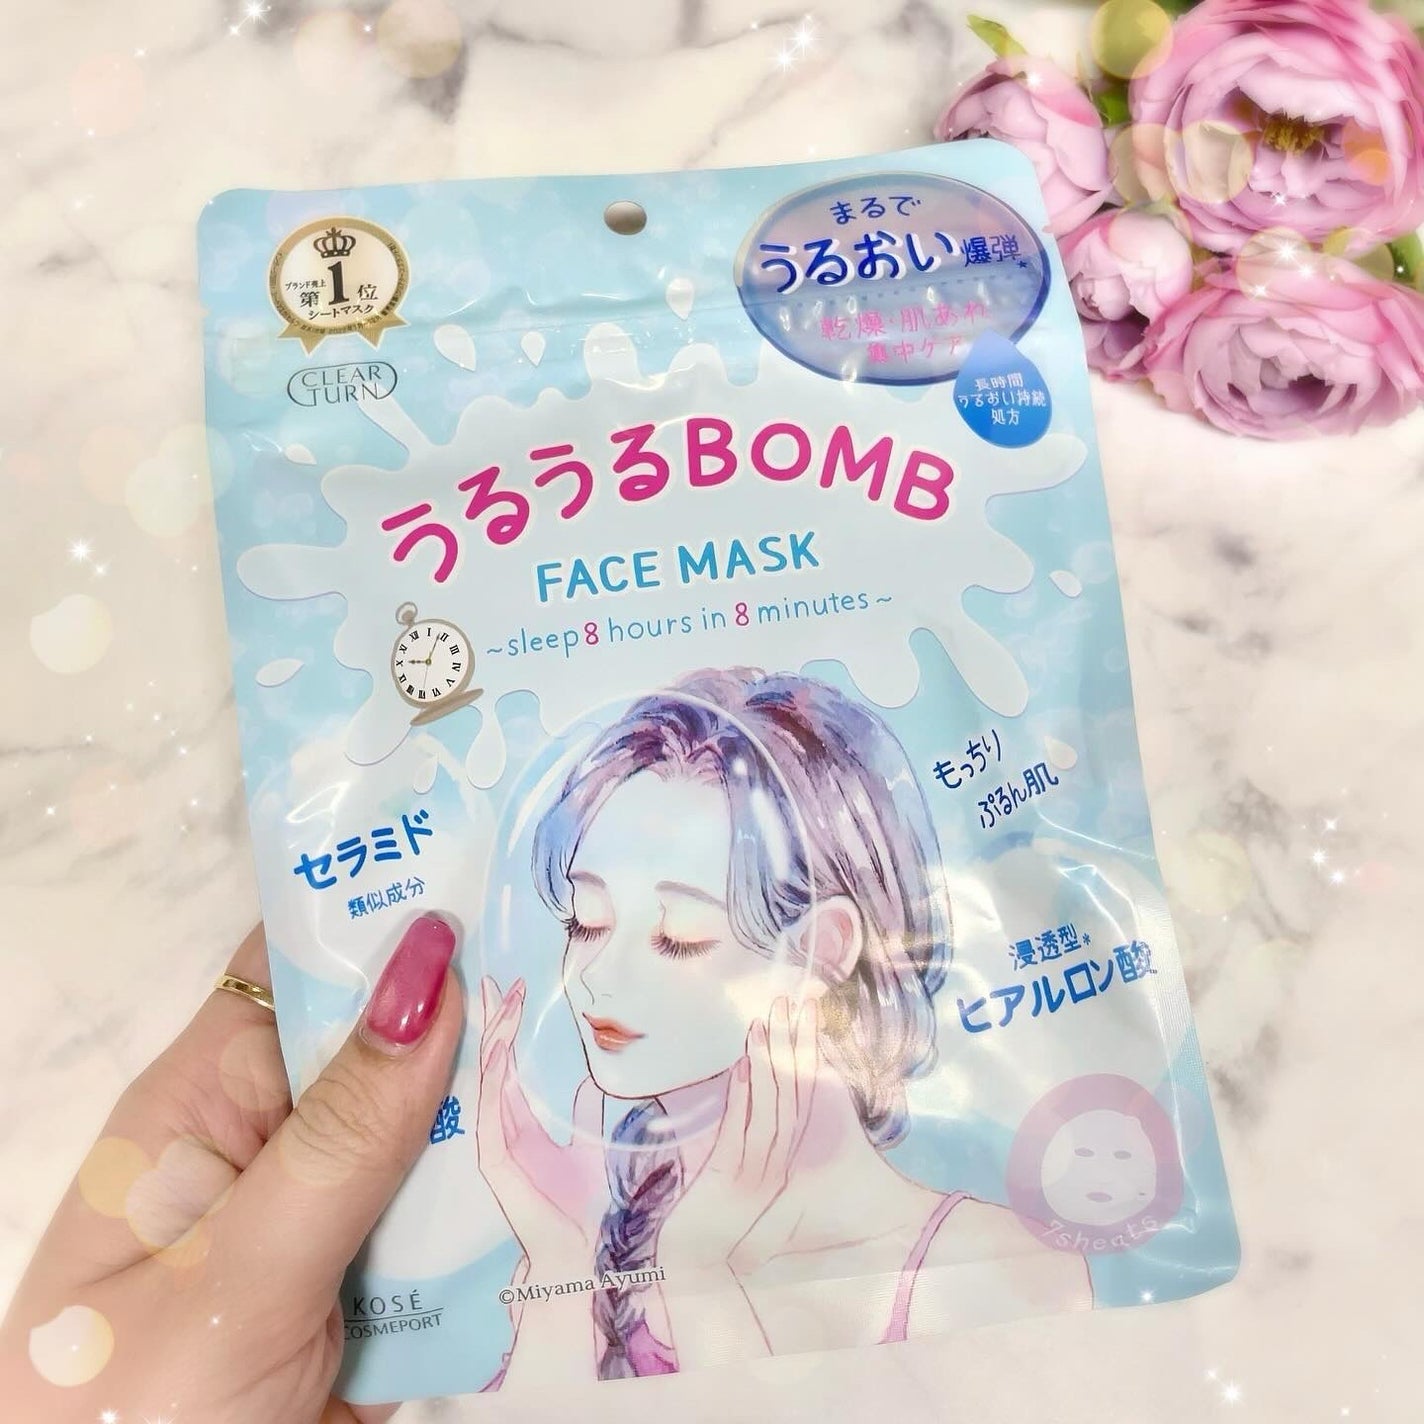 ブランド売上
第1位
シートマスク
CLEAR
TURN
まるで
うるおい爆弾
乾燥・肌あれ
集中ケア
長時間
うるおい持続
処方
うるうるBOMB
FACE MASK
~sleep 8 hours in 8 minutes~
もっちり
ぷるん肌
セラミド
類似成分
浸透型*
ヒアルロン酸
酸
7sheets
©Miyama Ayumi
KOSÉ
COSMEPORT